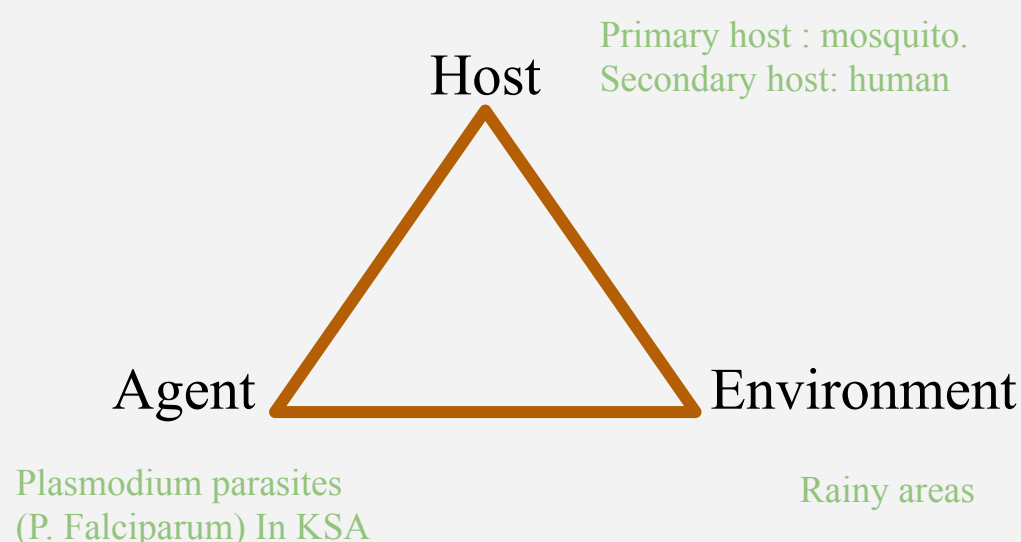 Primary host : mosquito.
Host
Secondary host: human
Agent
Environment
Plasmodium parasites
(P. Falciparum) In KSA
Rainy areas